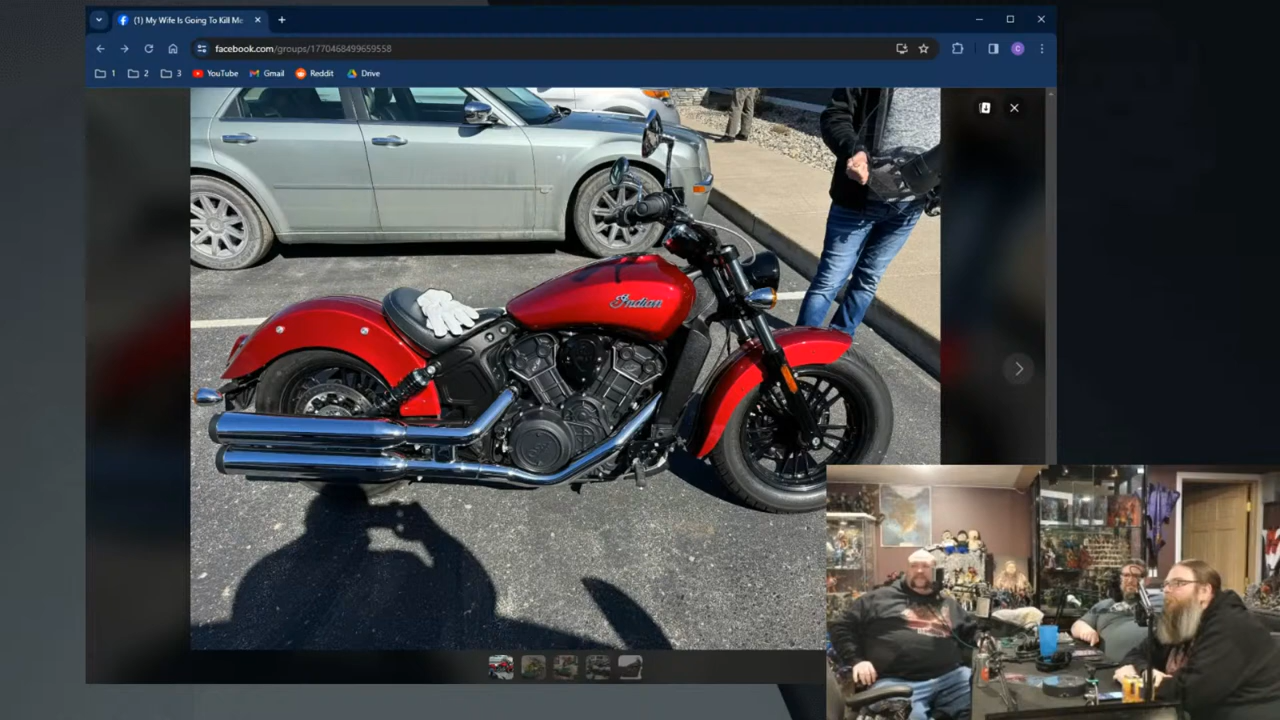 (1) My Wife Is Going To Kill Me
facebook.com/groups/1770468499659558
1 2 3 YouTube Gmail Reddit Drive
Indian